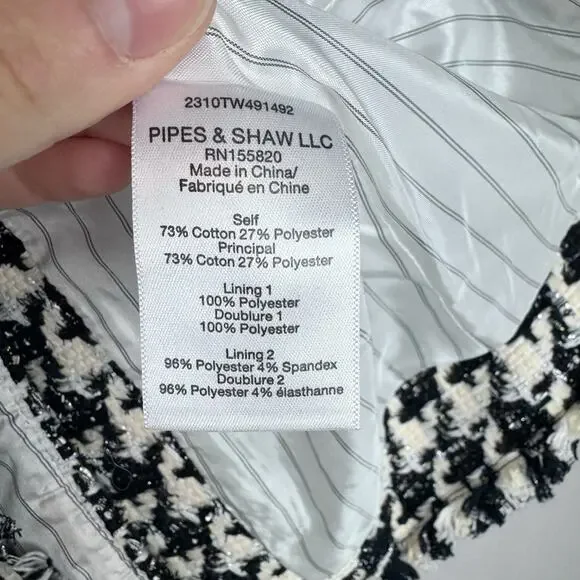 2310TW491492
PIPES & SHAW LLC
RN155820
Made in China/
Fabriqué en Chine
Self
73% Cotton 27% Polyester
Principal
73% Cotton 27% Polyester
Lining 1
100% Polyester
Doublure 1
100% Polyester
Lining 2
96% Polyester 4% Spandex
Doublure 2
96% Polyester 4% élasthanne